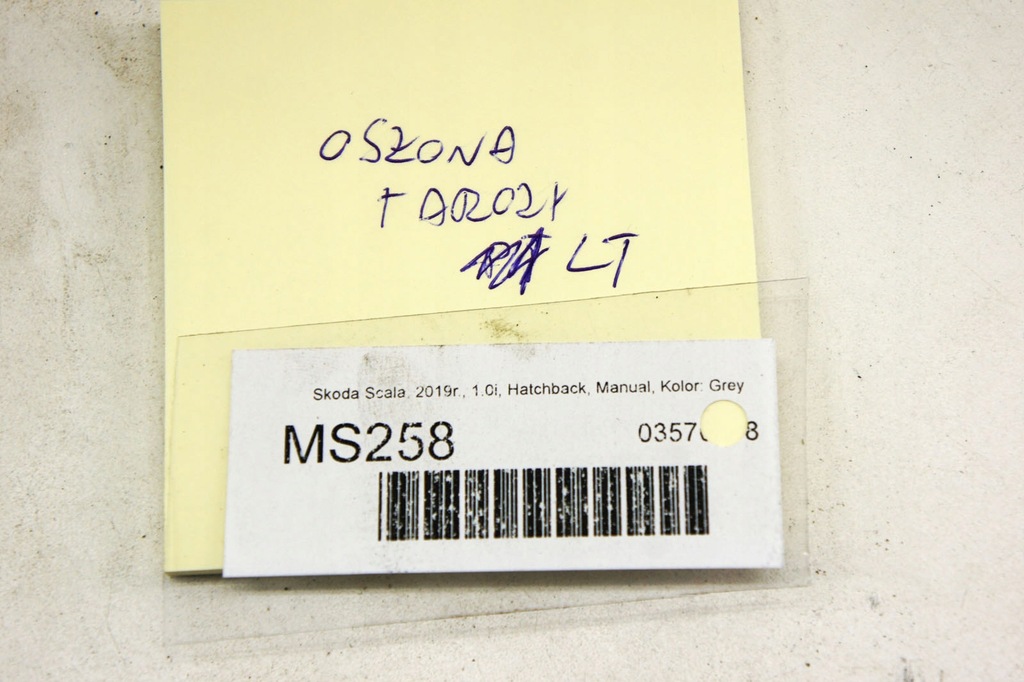 OSŁONA
TARCZY
LT
Skoda Scala, 2019r., 1.0i, Hatchback, Manual, Kolor: Grey
MS258